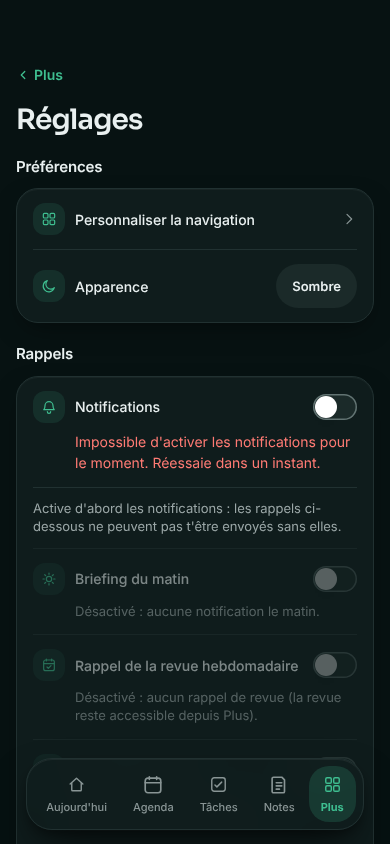 Plus
Réglages
Préférences
Personnaliser la navigation
Apparence
Sombre
Rappels
Notifications
Impossible d'activer les notifications pour
le moment. Réessaie dans un instant.
Active d'abord les notifications : les rappels ci-
dessous ne peuvent pas t'être envoyés sans elles.
Briefing du matin
Désactivé : aucune notification le matin.
Rappel de la revue hebdomadaire
Désactivé : aucun rappel de revue (la revue
reste accessible depuis Plus).
Aujourd'hui
Agenda
Tâches
Notes
Plus